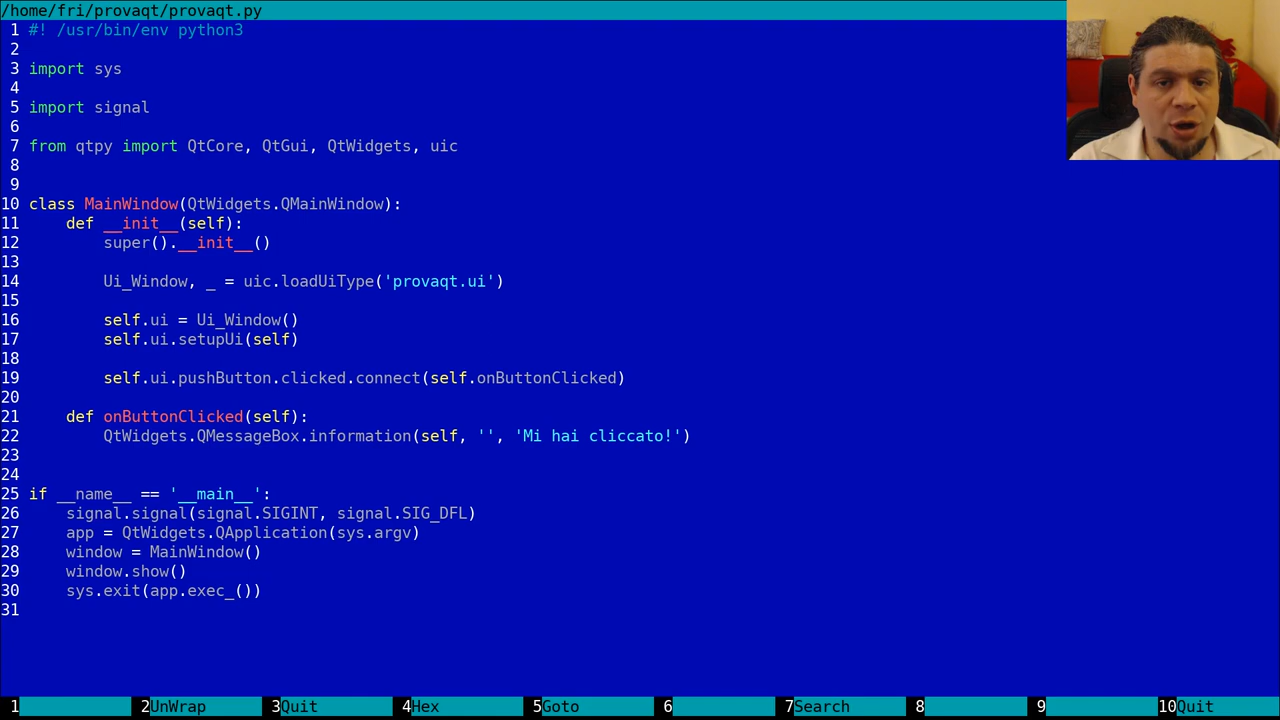 /home/fri/provaqt/provaqt.py
1 #! /usr/bin/env python3
2
3 import sys
4
5 import signal
6
7 from qtpy import QtCore, QtGui, QtWidgets, uic
8
9
10 class MainWindow(QtWidgets.QMainWindow):
11     def __init__(self):
12         super().__init__()
13
14         Ui_Window, _ = uic.loadUiType('provaqt.ui')
15
16         self.ui = Ui_Window()
17         self.ui.setupUi(self)
18
19         self.ui.pushButton.clicked.connect(self.onButtonClicked)
20
21     def onButtonClicked(self):
22         QtWidgets.QMessageBox.information(self, '', 'Mi hai cliccato!')
23
24
25 if __name__ == '__main__':
26     signal.signal(signal.SIGINT, signal.SIG_DFL)
27     app = QtWidgets.QApplication(sys.argv)
28     window = MainWindow()
29     window.show()
30     sys.exit(app.exec_())
31
1 2UnWrap 3Quit 4Hex 5Goto 6 7Search 8 9 10Quit